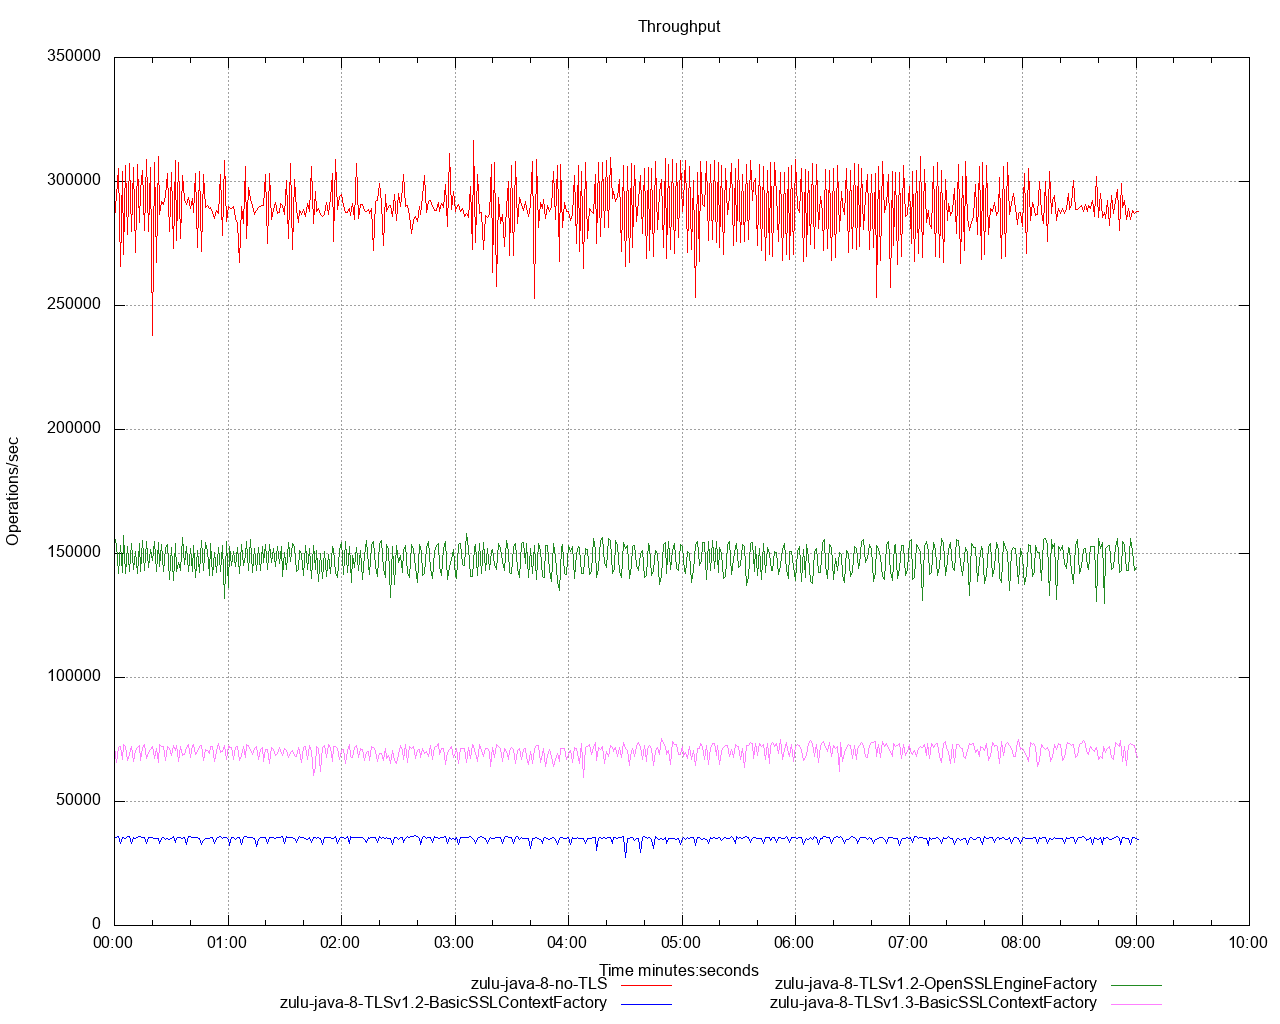 Throughput
350000
300000
250000
200000
150000
100000
50000
0
Operations/sec
00:00 01:00 02:00 03:00 04:00 05:00 06:00 07:00 08:00 09:00 10:00
Time minutes:seconds
zulu-java-8-no-TLS zulu-java-8-TLSv1.2-OpenSSLEngineFactory
zulu-java-8-TLSv1.2-BasicSSLContextFactory zulu-java-8-TLSv1.3-BasicSSLContextFactory